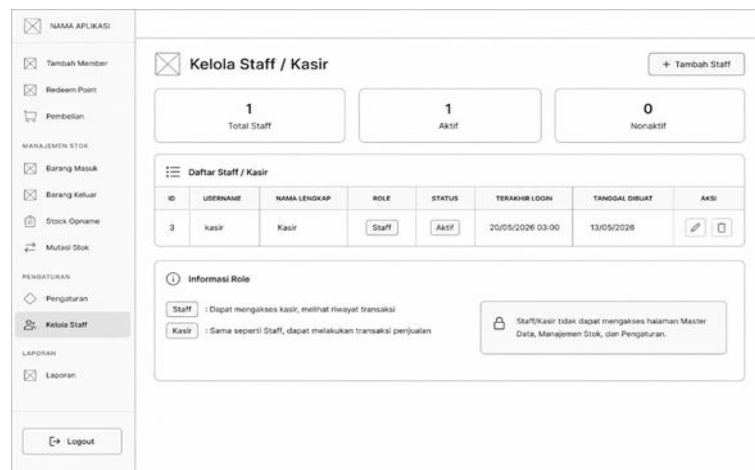 NAMA APLIKASI
Tambah Member
Redeem Point
Pembelian
MANAJEMEN STOK
Barang Masuk
Barang Keluar
Stock Opname
Mutasi Stok
PENGATURAN
Pengaturan
Kelola Staff
LAPORAN
Laporan
Logout
Kelola Staff / Kasir
+ Tambah Staff
1
Total Staff
1
Aktif
0
Nonaktif
Daftar Staff / Kasir
ID USERNAME NAMA LENGKAP ROLE STATUS TERAKHIR LOGIN TANGGAL DIBUAT AKSI
3 kasir Kasir Staff Aktif 20/05/2026 03:00 13/05/2026
Informasi Role
Staff : Dapat mengakses kasir, melihat riwayat transaksi
Kasir : Sama seperti Staff, dapat melakukan transaksi penjualan
Staff/Kasir tidak dapat mengakses halaman Master
Data, Manajemen Stok, dan Pengaturan.